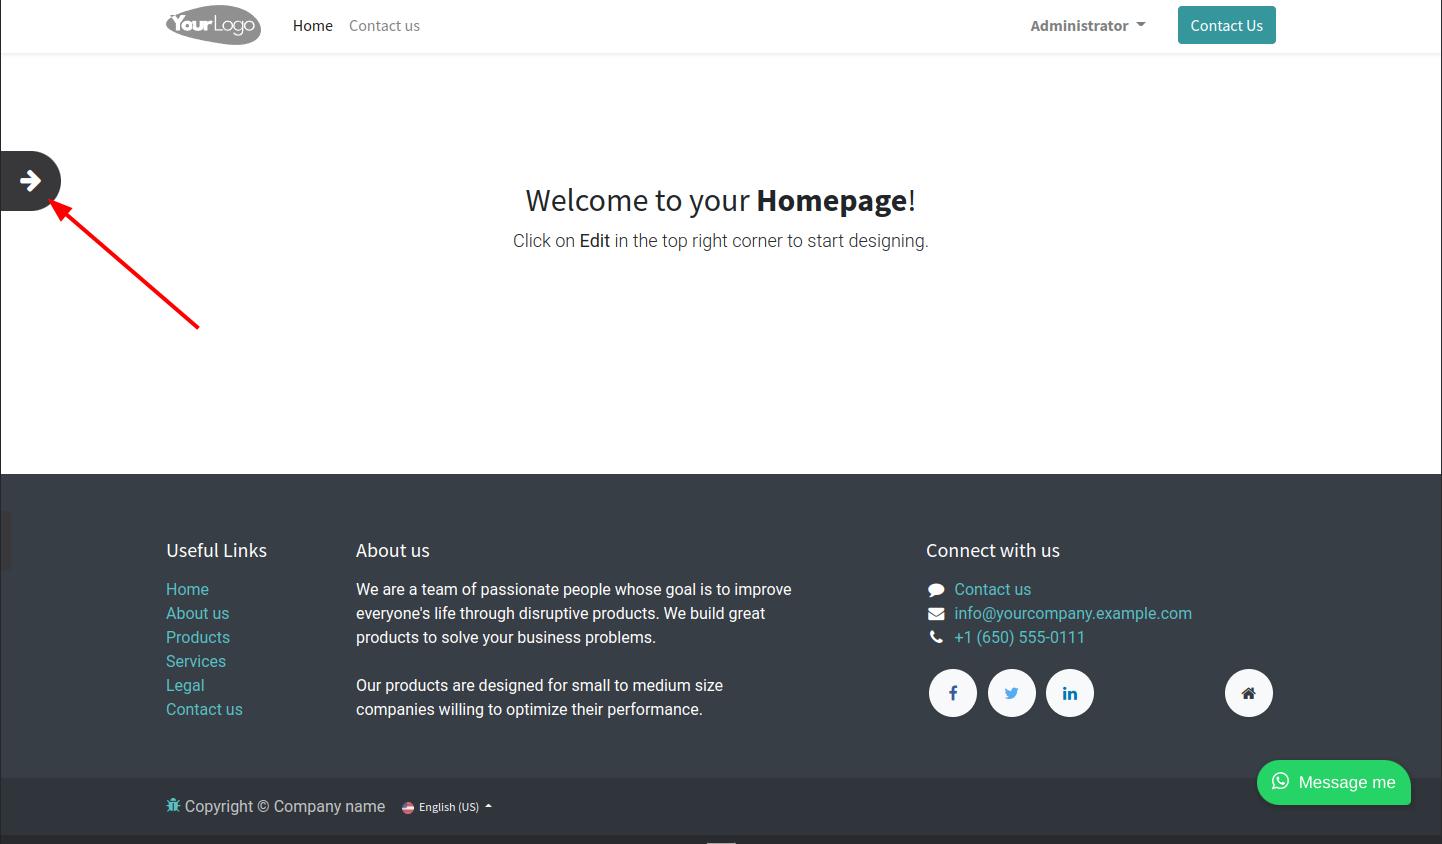 YourLogo
Home
Contact us
Administrator
Contact Us
Welcome to your Homepage!
Click on Edit in the top right corner to start designing.
Useful Links
Home
About us
Products
Services
Legal
Contact us
About us
We are a team of passionate people whose goal is to improve
everyone's life through disruptive products. We build great
products to solve your business problems.
Our products are designed for small to medium size
companies willing to optimize their performance.
Connect with us
Contact us
info@yourcompany.example.com
+1 (650) 555-0111
Message me
Copyright © Company name
English (US)